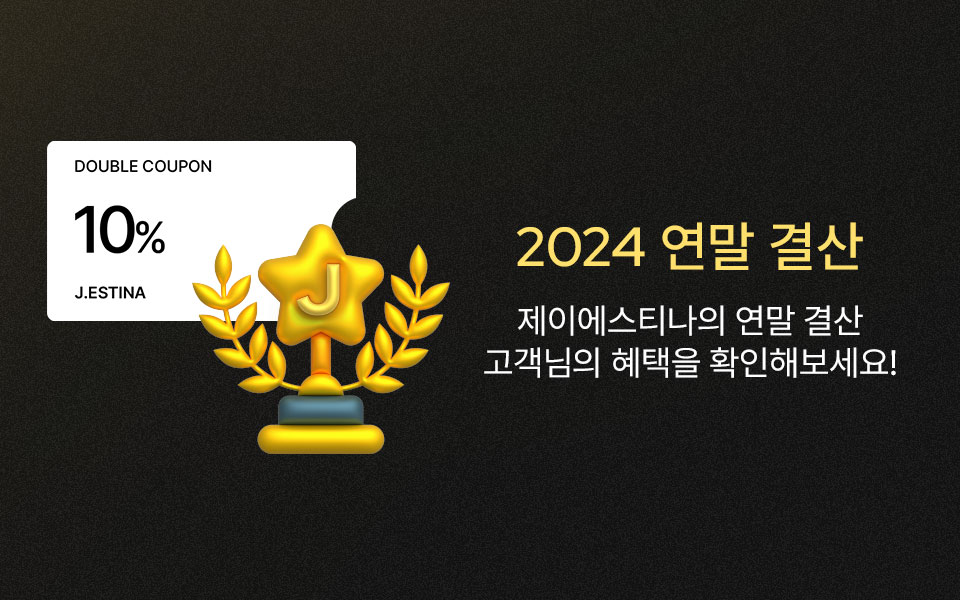 DOUBLE COUPON
10%
J.ESTINA
J
2024 연말 결산
제이에스티나의 연말 결산
고객님의 혜택을 확인해보세요!